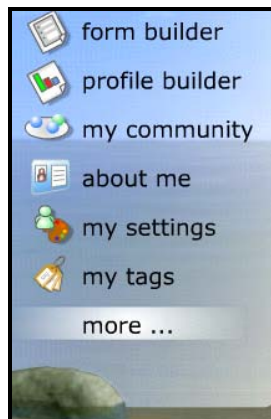 form builder
profile builder
my community
about me
my settings
my tags
more ...